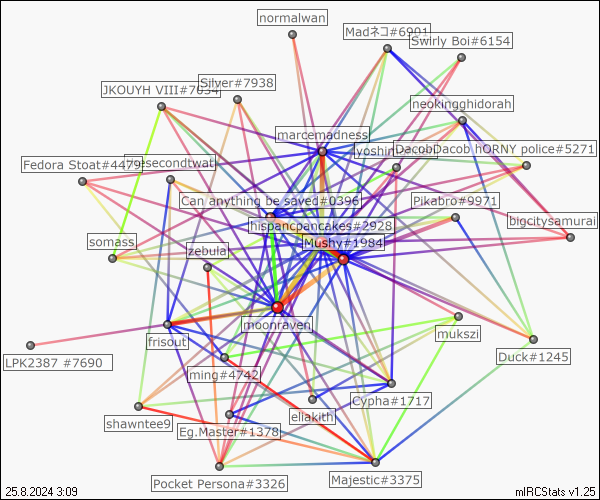 normalwan
Madネコ#6901
Swirly Boi#6154
Silver#7938
JKOUYH VIII#7634
neokingghidorah
marcemadness
yoshin
DacobDacob hORNY police#5271
Fedora Stoat#4479
thesecondtwat
Can anything be saved#0396
Pikabro#9971
hispancpancakes#2928
bigcitysamurai
somass
zebula
Mushy#1984
moonraven
mukszi
frisout
Duck#1245
LPK2387 #7690
ming#4742
Cypha#1717
eliakith
shawntee9
Eg.Master#1378
Pocket Persona#3326
Majestic#3375
25.8.2024 3:09
mIRCStats v1.25